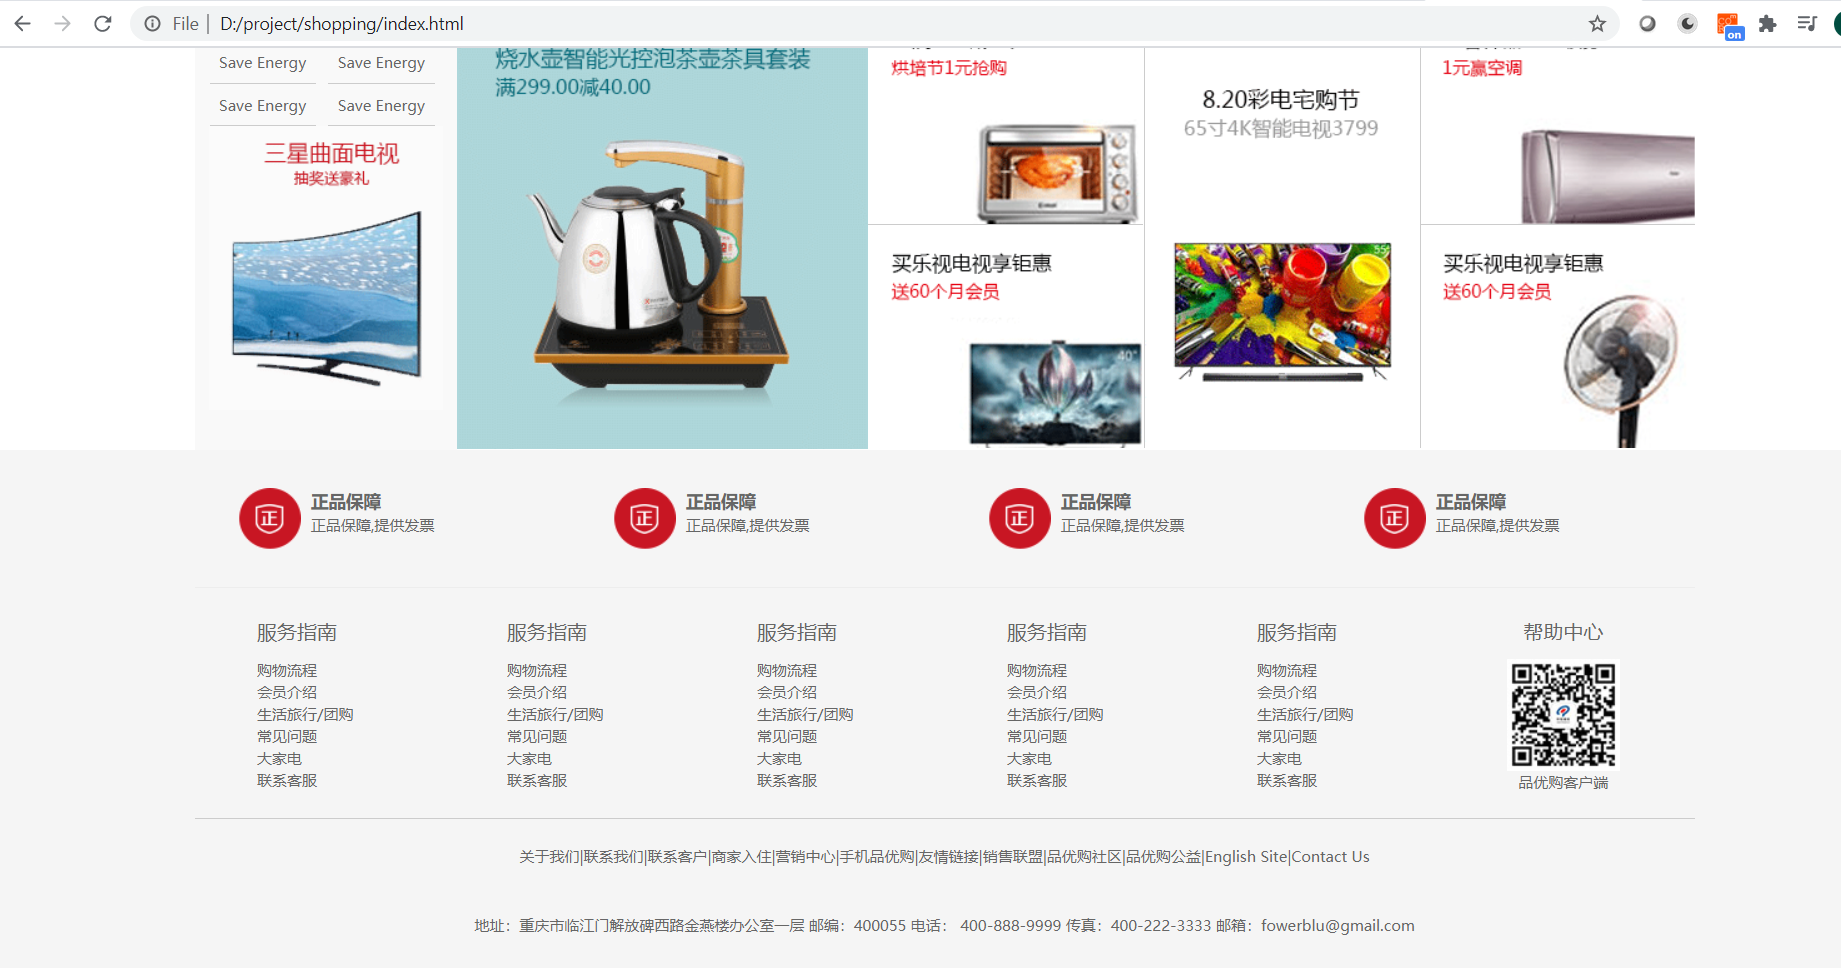 File
D:/project/shopping/index.html
on
Save Energy
Save Energy
Save Energy
Save Energy
三星曲面电视
抽奖送豪礼
烧水壶智能光控泡茶壶茶具套装
满299.00减40.00
烘培节1元抢购
8.20彩电宅购节
65寸4K智能电视3799
1元赢空调
买乐视电视享钜惠
送60个月会员
40"
55"
买乐视电视享钜惠
送60个月会员
正
正品保障
正品保障,提供发票
正
正品保障
正品保障,提供发票
正
正品保障
正品保障,提供发票
正
正品保障
正品保障,提供发票
服务指南
购物流程
会员介绍
生活旅行/团购
常见问题
大家电
联系客服
服务指南
购物流程
会员介绍
生活旅行/团购
常见问题
大家电
联系客服
服务指南
购物流程
会员介绍
生活旅行/团购
常见问题
大家电
联系客服
服务指南
购物流程
会员介绍
生活旅行/团购
常见问题
大家电
联系客服
服务指南
购物流程
会员介绍
生活旅行/团购
常见问题
大家电
联系客服
帮助中心
品优购客户端
关于我们|联系我们|联系客户|商家入住|营销中心|手机品优购|友情链接|销售联盟|品优购社区|品优购公益|English Site|Contact Us
地址：重庆市临江门解放碑西路金燕楼办公室一层 邮编：400055 电话： 400-888-9999 传真：400-222-3333 邮箱：fowerblu@gmail.com